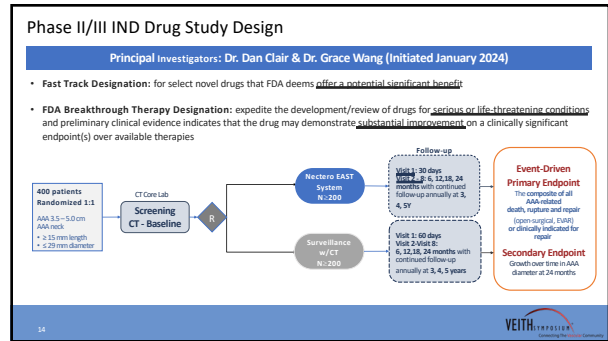 Phase II/III IND Drug Study Design
Principal Investigators: Dr. Dan Clair & Dr. Grace Wang (Initiated January 2024)
• Fast Track Designation: for select novel drugs that FDA deems offer a potential significant benefit
• FDA Breakthrough Therapy Designation: expedite the development/review of drugs for serious or life-threatening conditions
and preliminary clinical evidence indicates that the drug may demonstrate substantial improvement on a clinically significant
endpoint(s) over available therapies
400 patients
Randomized 1:1
AAA 3.5 – 5.0 cm
AAA neck
• ≥ 15 mm length
• ≤ 29 mm diameter
CT Core Lab
Screening
CT - Baseline
R
Nectero EAST
System
N≥200
Surveillance
w/CT
N≥200
Follow-up
Visit 1: 30 days
Visit 2 - 8: 6, 12, 18, 24
months with continued
follow-up annually at 3,
4, 5Y
Visit 1: 60 days
Visit 2-Visit 8:
6, 12, 18, 24 months with
continued follow-up
annually at 3, 4, 5 years
Event-Driven
Primary Endpoint
The composite of all
AAA-related
death, rupture and repair
(open-surgical, EVAR)
or clinically indicated for
repair
Secondary Endpoint
Growth over time in AAA
diameter at 24 months
14
VEITH SYMPOSIUM
Connecting The Vascular Community